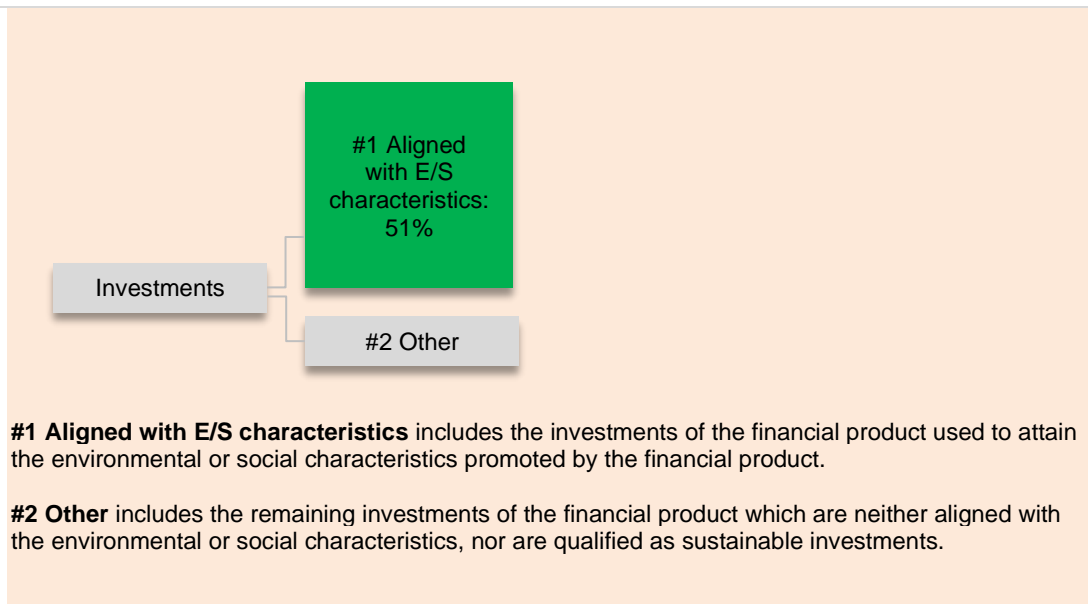 #1 Aligned
with E/S
characteristics:
51%
Investments
#2 Other
#1 Aligned with E/S characteristics includes the investments of the financial product used to attain
the environmental or social characteristics promoted by the financial product.
#2 Other includes the remaining investments of the financial product which are neither aligned with
the environmental or social characteristics, nor are qualified as sustainable investments.